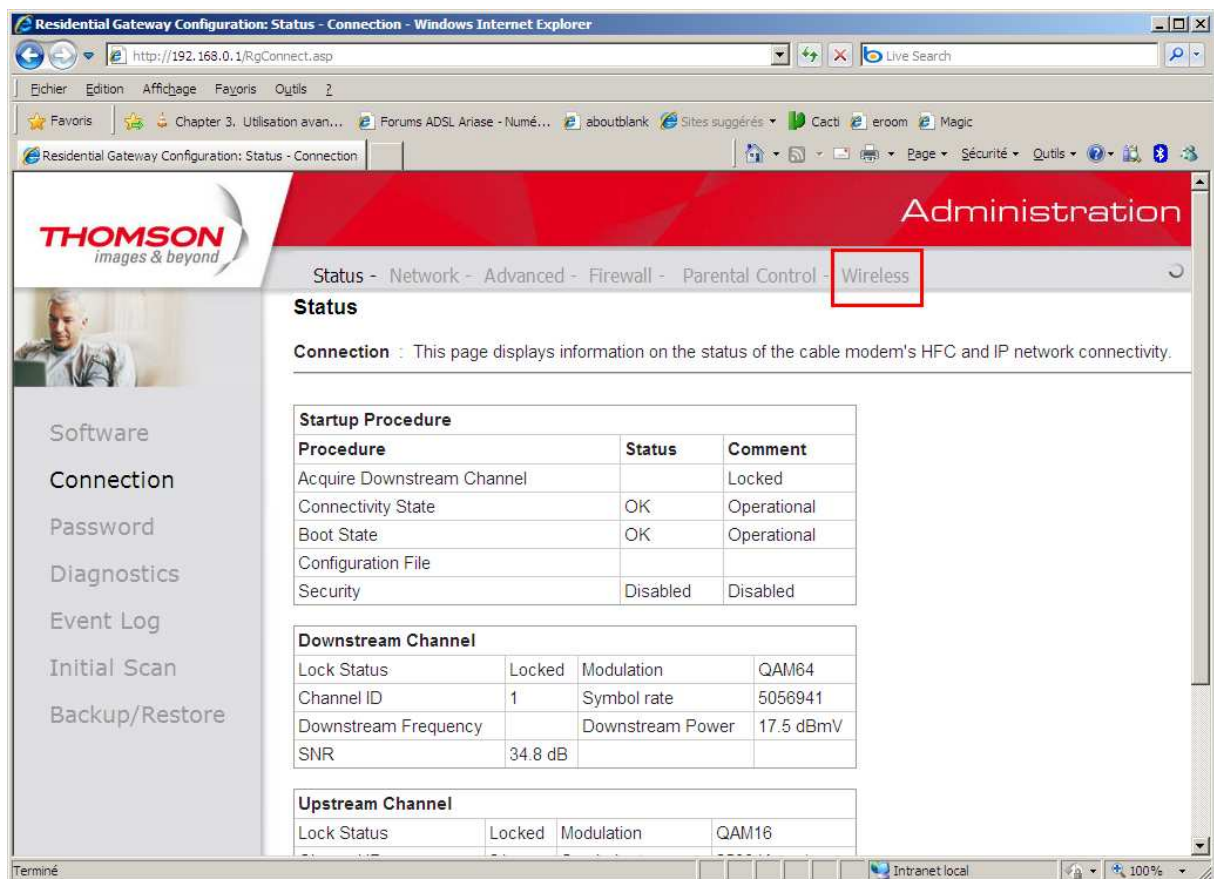 Residential Gateway Configuration: Status - Connection - Windows Internet Explorer
http://192.168.0.1/RgConnect.asp
Live Search
Fichier Edition Affichage Favoris Outils ?
Favoris Chapter 3. Utilisation avan... Forums ADSL Ariase - Numé... aboutblank Sites suggérés Cacti eroom Magic
Residential Gateway Configuration: Status - Connection
Page Sécurité Outils
THOMSON
images & beyond
Administration
Status - Network - Advanced - Firewall - Parental Control - Wireless
Status
Connection : This page displays information on the status of the cable modem's HFC and IP network connectivity.
Software
Connection
Password
Diagnostics
Event Log
Initial Scan
Backup/Restore
Startup Procedure
Procedure Status Comment
Acquire Downstream Channel Locked
Connectivity State OK Operational
Boot State OK Operational
Configuration File
Security Disabled Disabled
Downstream Channel
Lock Status Locked Modulation QAM64
Channel ID 1 Symbol rate 5056941
Downstream Frequency Downstream Power 17.5 dBmV
SNR 34.8 dB
Upstream Channel
Lock Status Locked Modulation QAM16
Terminé
Intranet local
100%